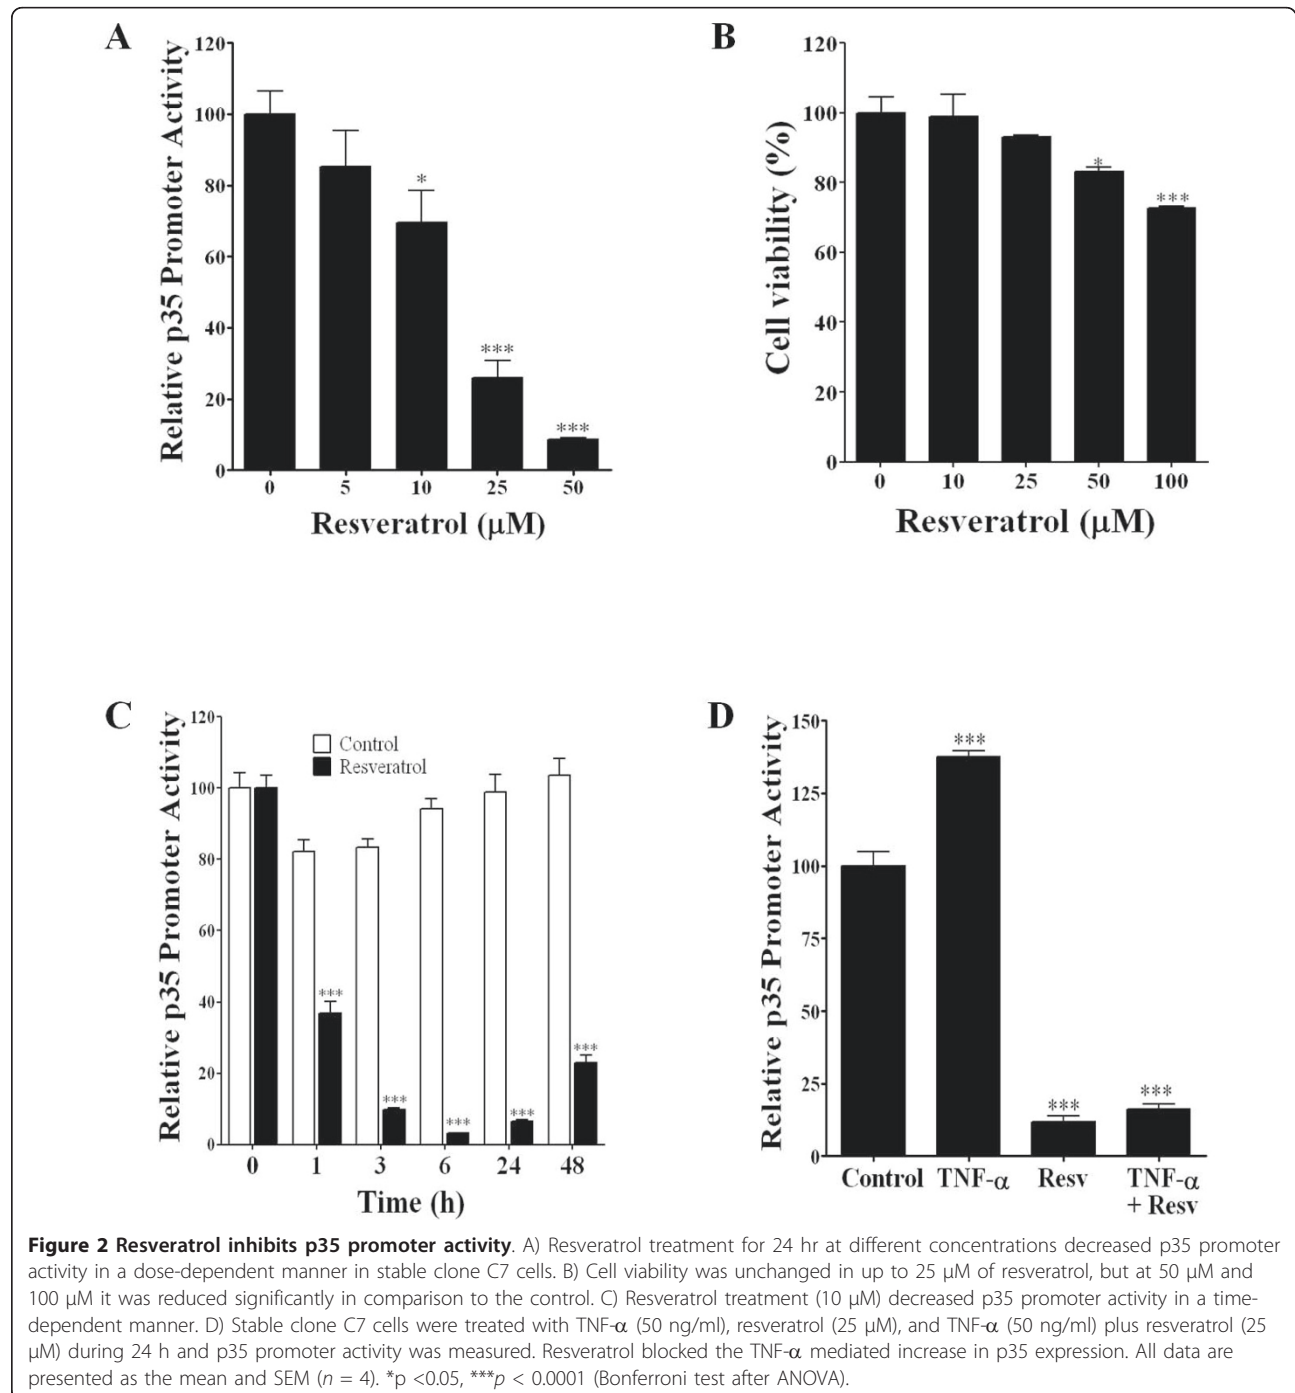 A
Relative p35 Promoter Activity
120
100
80
60
40
20
0
*
***
***
0 5 10 25 50
Resveratrol (μM)
B
Cell viability (%)
120
100
80
60
40
20
0
*
***
0 10 25 50 100
Resveratrol (μM)
C
Relative p35 Promoter Activity
120
100
80
60
40
20
0
Control
Resveratrol
***
***
***
***
***
0 1 3 6 24 48
Time (h)
D
Relative p35 Promoter Activity
150
125
100
75
50
25
0
***
***
***
Control TNF-α Resv TNF-α
+ Resv
Figure 2 Resveratrol inhibits p35 promoter activity. A) Resveratrol treatment for 24 hr at different concentrations decreased p35 promoter
activity in a dose-dependent manner in stable clone C7 cells. B) Cell viability was unchanged in up to 25 μM of resveratrol, but at 50 μM and
100 μM it was reduced significantly in comparison to the control. C) Resveratrol treatment (10 μM) decreased p35 promoter activity in a time-
dependent manner. D) Stable clone C7 cells were treated with TNF-α (50 ng/ml), resveratrol (25 μM), and TNF-α (50 ng/ml) plus resveratrol (25
μM) during 24 h and p35 promoter activity was measured. Resveratrol blocked the TNF-α mediated increase in p35 expression. All data are
presented as the mean and SEM (n = 4). *p <0.05, ***p < 0.0001 (Bonferroni test after ANOVA).